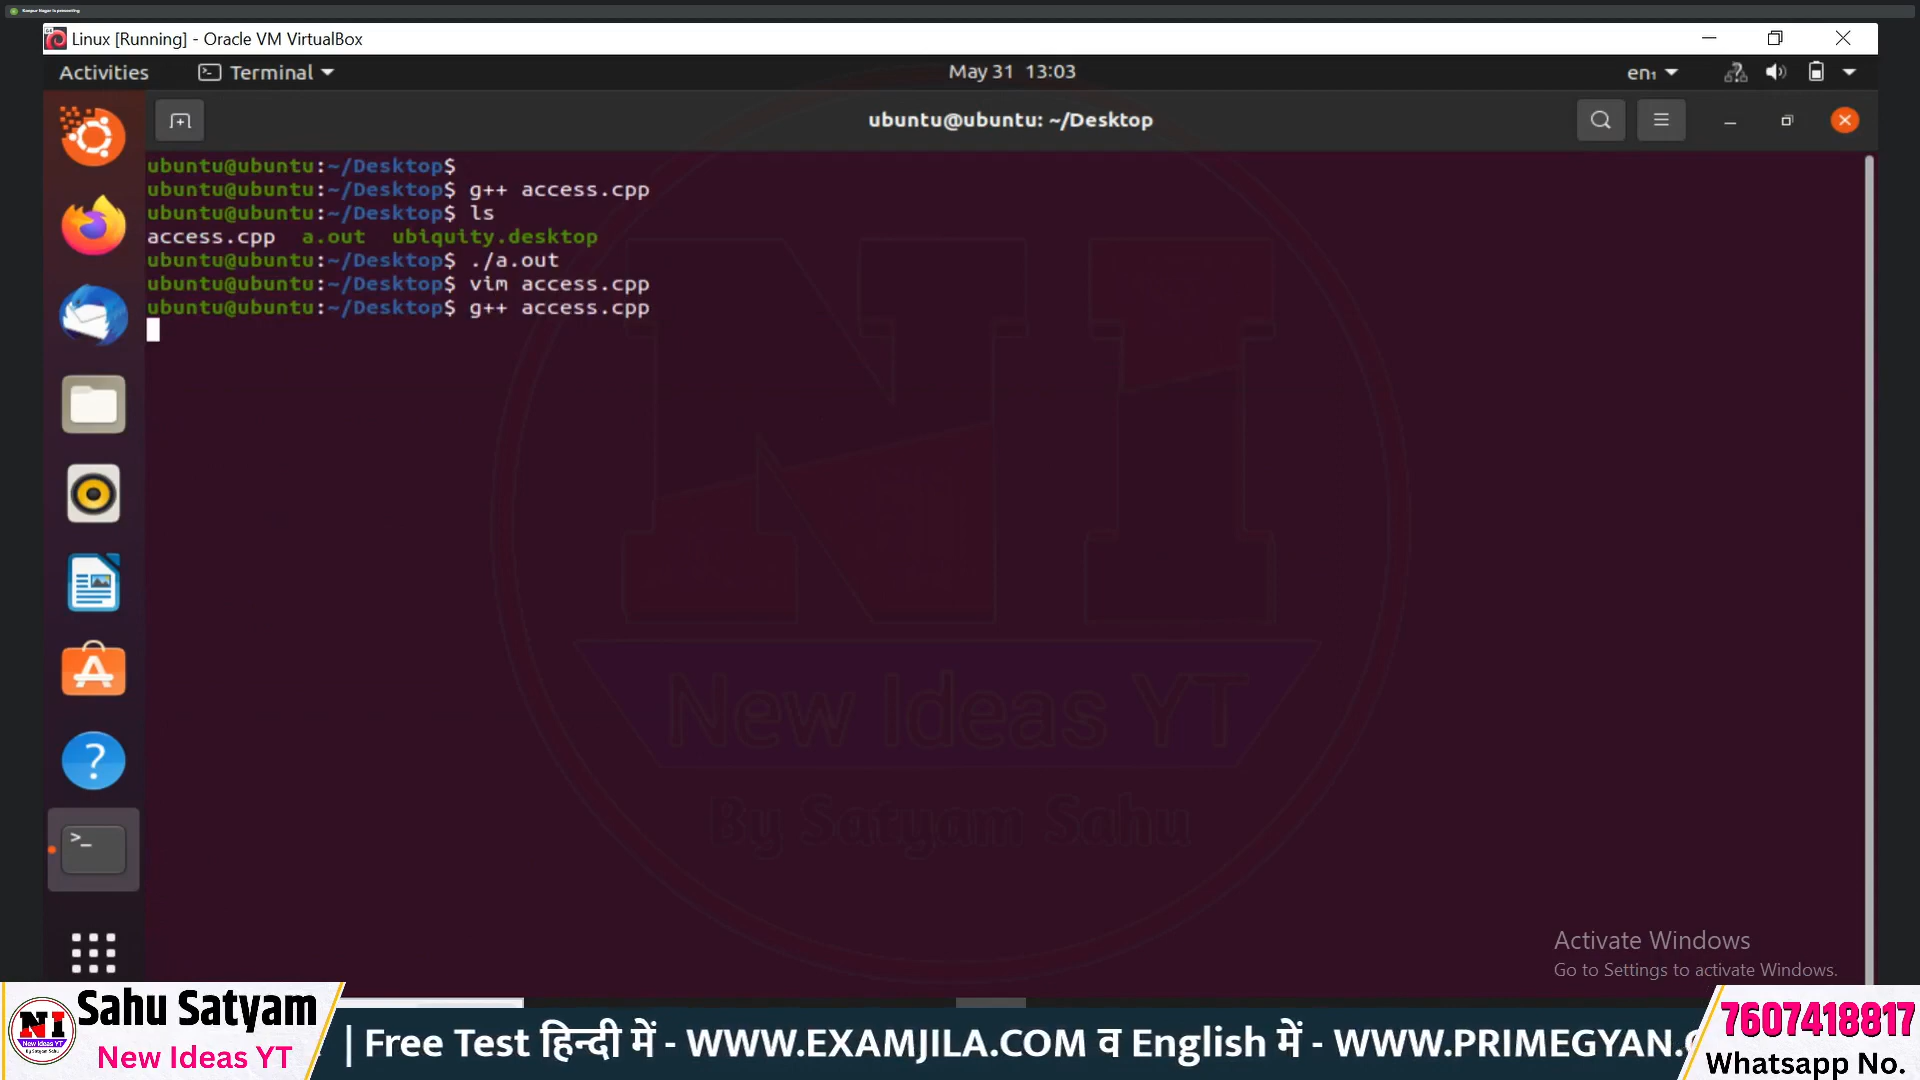 Linux [Running] - Oracle VM VirtualBox
Activities
Terminal
May 31 13:03
en₁
ubuntu@ubuntu: ~/Desktop
ubuntu@ubuntu:~/Desktop$
ubuntu@ubuntu:~/Desktop$ g++ access.cpp
ubuntu@ubuntu:~/Desktop$ ls
access.cpp a.out ubiquity.desktop
ubuntu@ubuntu:~/Desktop$ ./a.out
ubuntu@ubuntu:~/Desktop$ vim access.cpp
ubuntu@ubuntu:~/Desktop$ g++ access.cpp
NI
New Ideas YT
By Satyam Sahu
Activate Windows
Go to Settings to activate Windows.
NI
Sahu Satyam
New Ideas YT
| Free Test हिन्दी में - WWW.EXAMJILA.COM व English में - WWW.PRIMEGYAN.
7607418817
Whatsapp No.